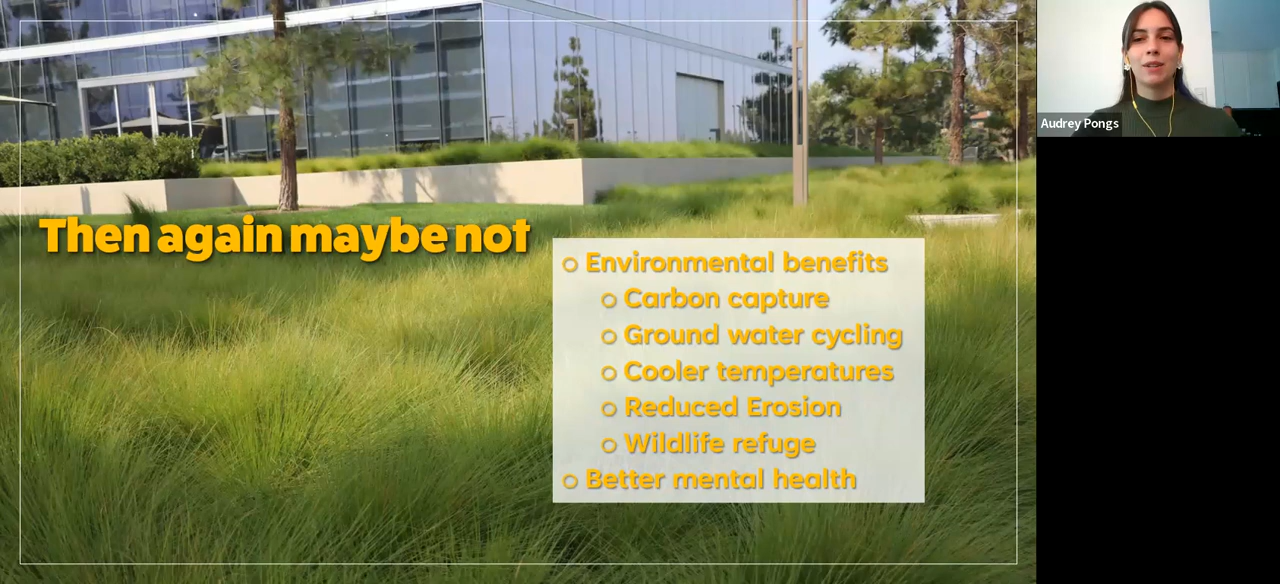 Then again maybe not
Environmental benefits
Carbon capture
Ground water cycling
Cooler temperatures
Reduced Erosion
Wildlife refuge
Better mental health
Audrey Pongs